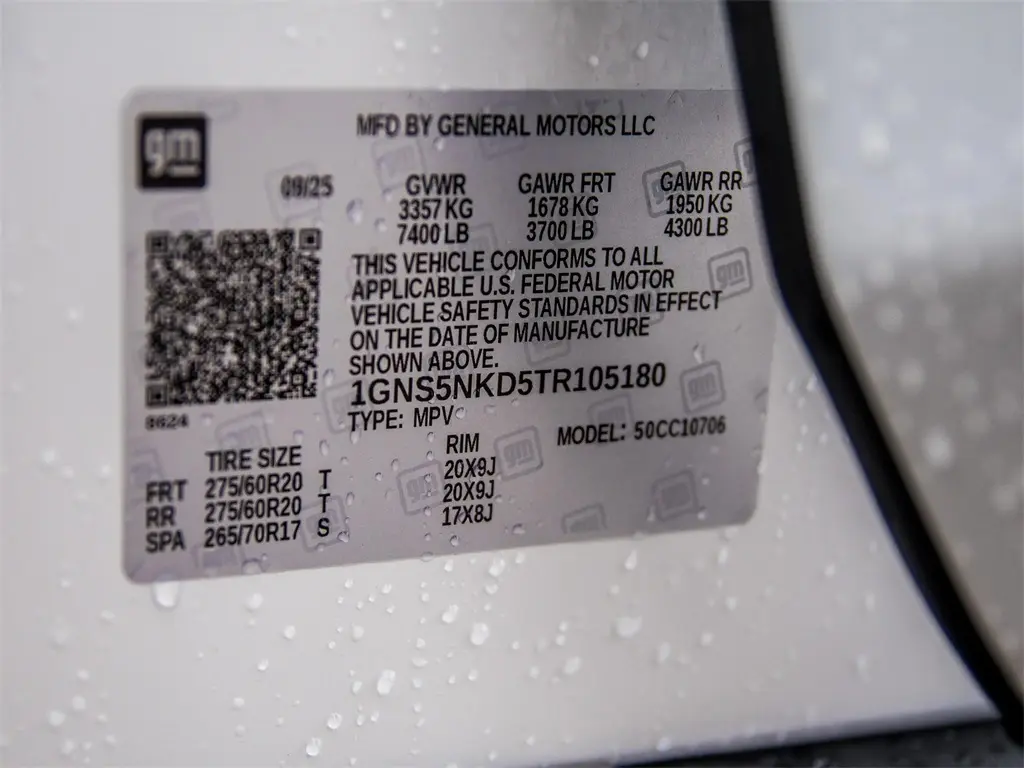 gm
MFD BY GENERAL MOTORS LLC
09/25 GVWR GAWR FRT GAWR RR
3357 KG 1678 KG 1950 KG
7400 LB 3700 LB 4300 LB
THIS VEHICLE CONFORMS TO ALL
APPLICABLE U.S. FEDERAL MOTOR
VEHICLE SAFETY STANDARDS IN EFFECT
ON THE DATE OF MANUFACTURE
SHOWN ABOVE.
1GNS5NKD5TR105180
8624
TYPE: MPV
MODEL: 50CC10706
TIRE SIZE RIM
FRT 275/60R20 T 20X9J
RR 275/60R20 T 20X9J
SPA 265/70R17 S 17X8J